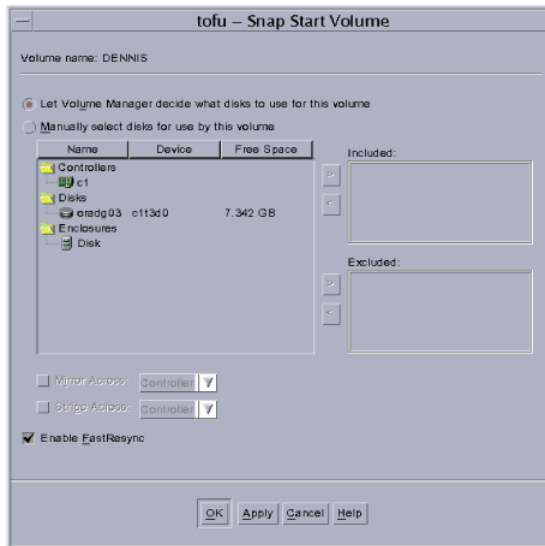 tofu – Snap Start Volume
Volume name: DENNIS
Let Volume Manager decide what disks to use for this volume
Manually select disks for use by this volume
Name Device Free Space
Controllers
c1
Disks
oradg03 c1t3d0 7.342 GB
Enclosures
Disk
Included:
>
<
Excluded:
>
<
Mirror Across: Controller
Stripe Across: Controller
Enable FastResync
OK Apply Cancel Help